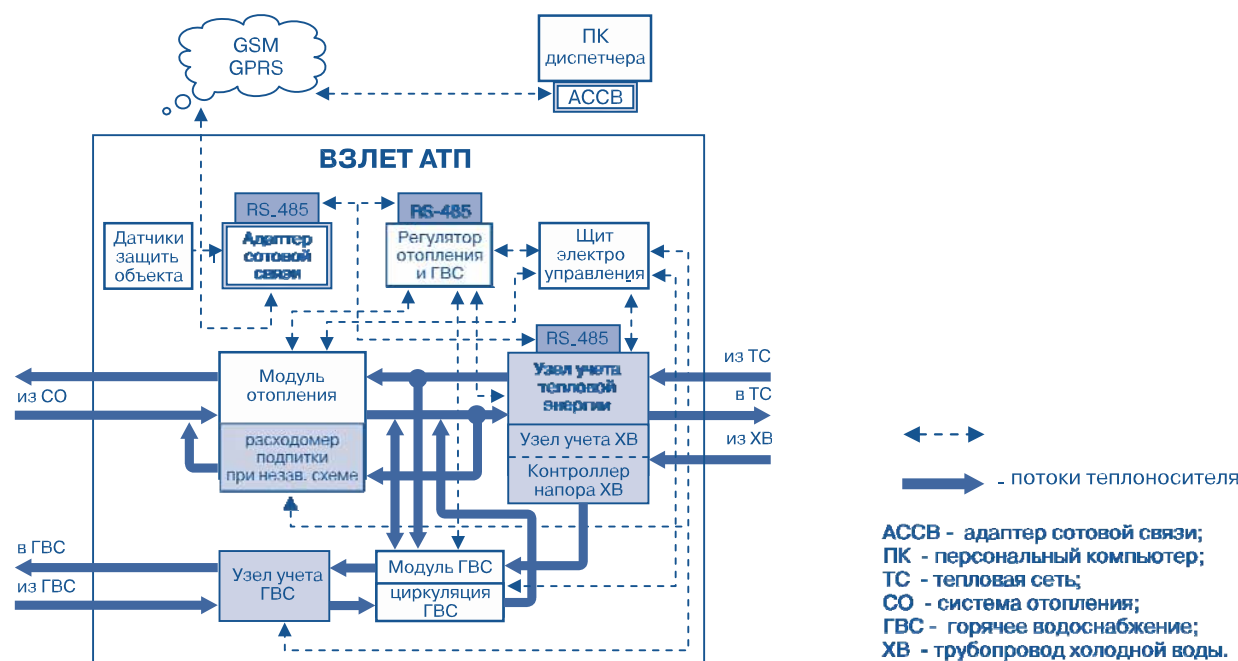 GSM
GPRS
ПК
диспетчера
АССВ
ВЗЛЕТ АТП
RS_485
RS-485
Датчики
защить
объекта
Адаптер
сотовой
связи
Регулятор
отопления
и ГВС
Щит
электро
управления
RS_485
Модуль
отопления
Узел учета
тепловой
энергии
из ТС
в ТС
из СО
расходомер
подпитки
при незав. схеме
Узел учета ХВ
Контроллер
напора ХВ
из ХВ
в ГВС
из ГВС
Узел учета
ГВС
Модуль ГВС
циркуляция
ГВС
- потоки теплоносителя
АССВ - адаптер сотовой связи;
ПК - персональный компьютер;
ТС - тепловая сеть;
СО - система отопления;
ГВС - горячее водоснабжение;
ХВ - трубопровод холодной воды.